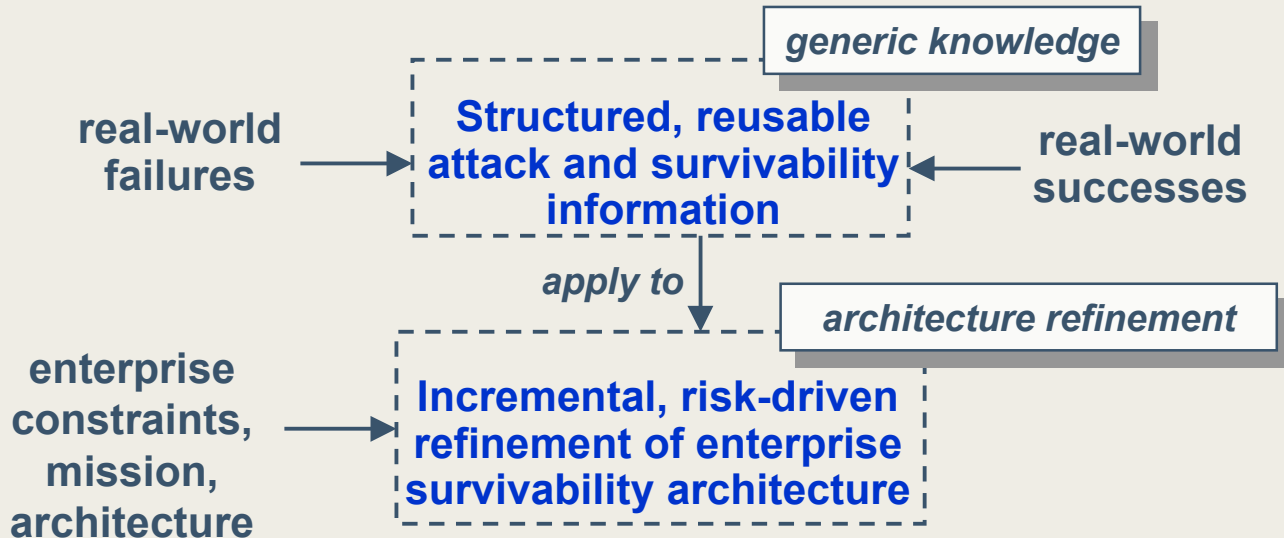 generic knowledge
real-world
failures
Structured, reusable
attack and survivability
information
real-world
successes
apply to
architecture refinement
enterprise
constraints,
mission,
architecture
Incremental, risk-driven
refinement of enterprise
survivability architecture